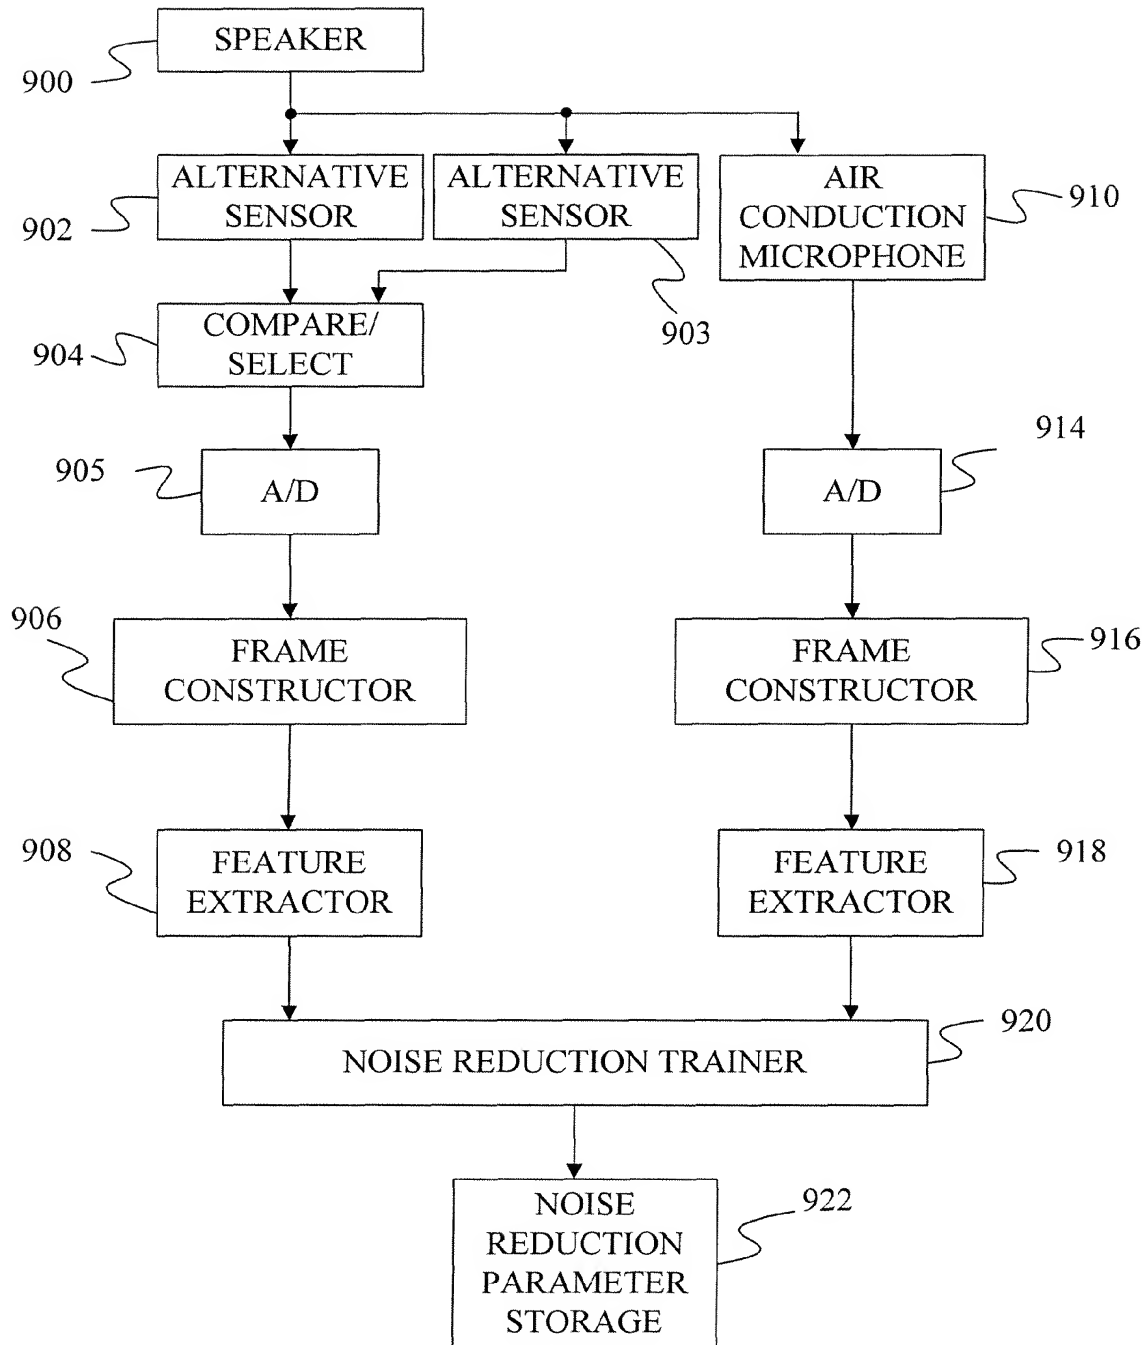 SPEAKER
900
ALTERNATIVE
SENSOR
902
ALTERNATIVE
SENSOR
903
AIR
CONDUCTION
MICROPHONE
910
COMPARE/
SELECT
904
A/D
905
A/D
914
FRAME
CONSTRUCTOR
906
FRAME
CONSTRUCTOR
916
FEATURE
EXTRACTOR
908
FEATURE
EXTRACTOR
918
NOISE REDUCTION TRAINER
920
NOISE
REDUCTION
PARAMETER
STORAGE
922